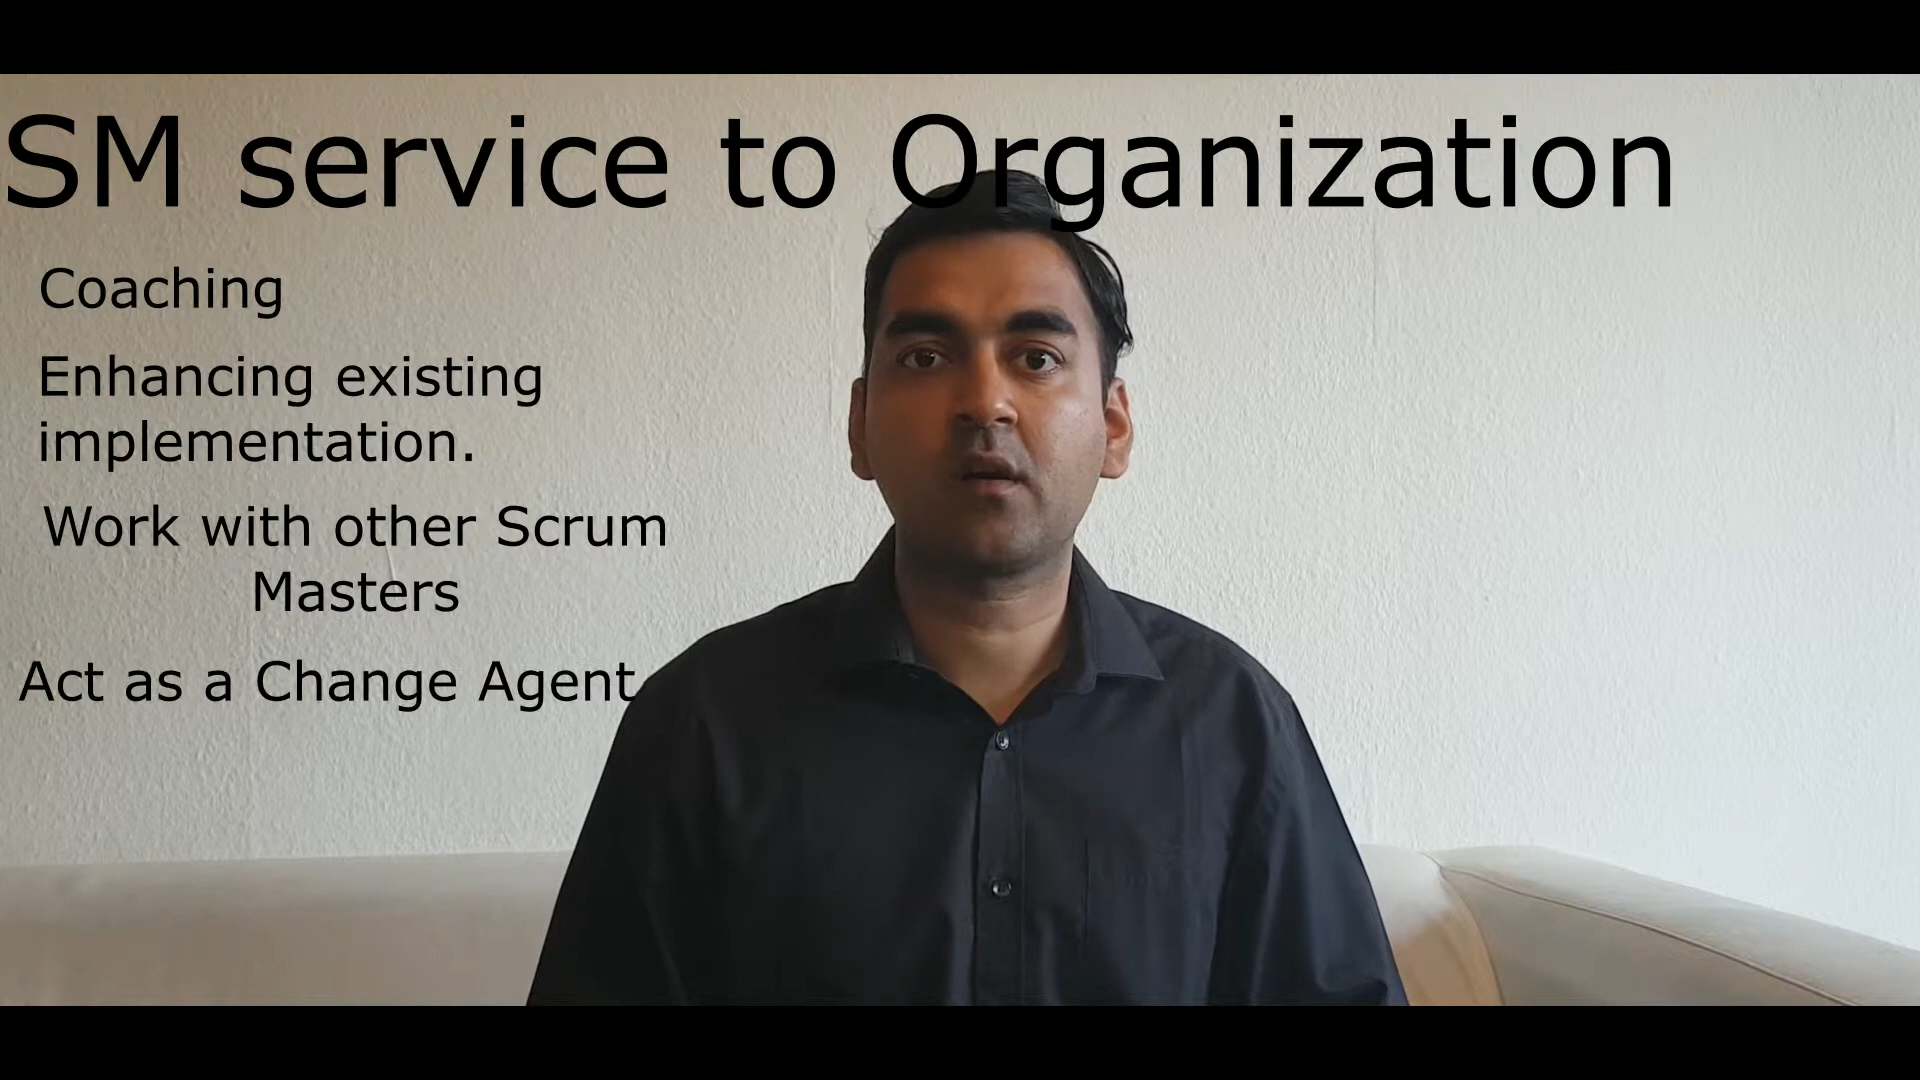 SM service to Organization
Coaching
Enhancing existing
implementation.
Work with other Scrum
Masters
Act as a Change Agent